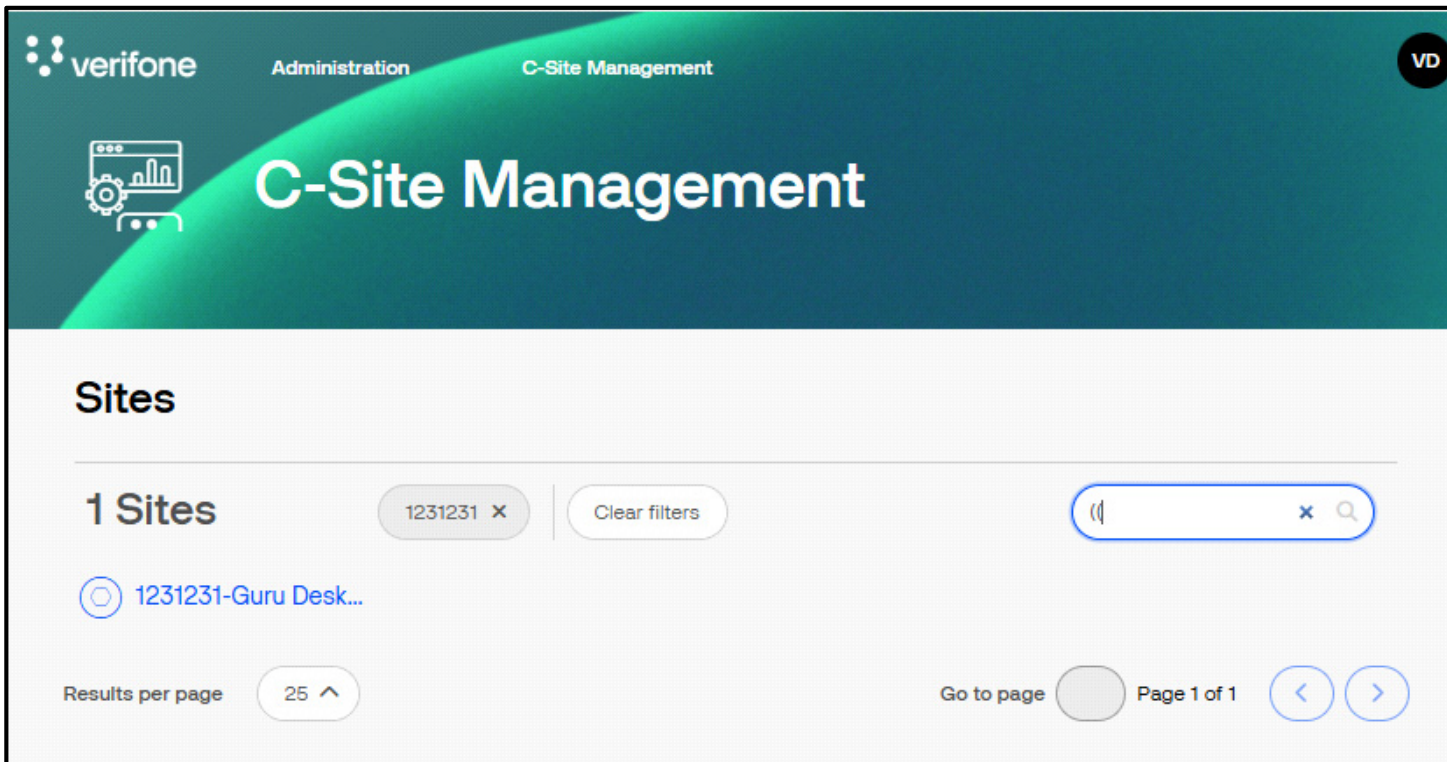 verifone
Administration
C-Site Management
VD
C-Site Management
Sites
1 Sites
1231231 ×
Clear filters
((
×
1231231-Guru Desk...
Results per page
25
Go to page
Page 1 of 1